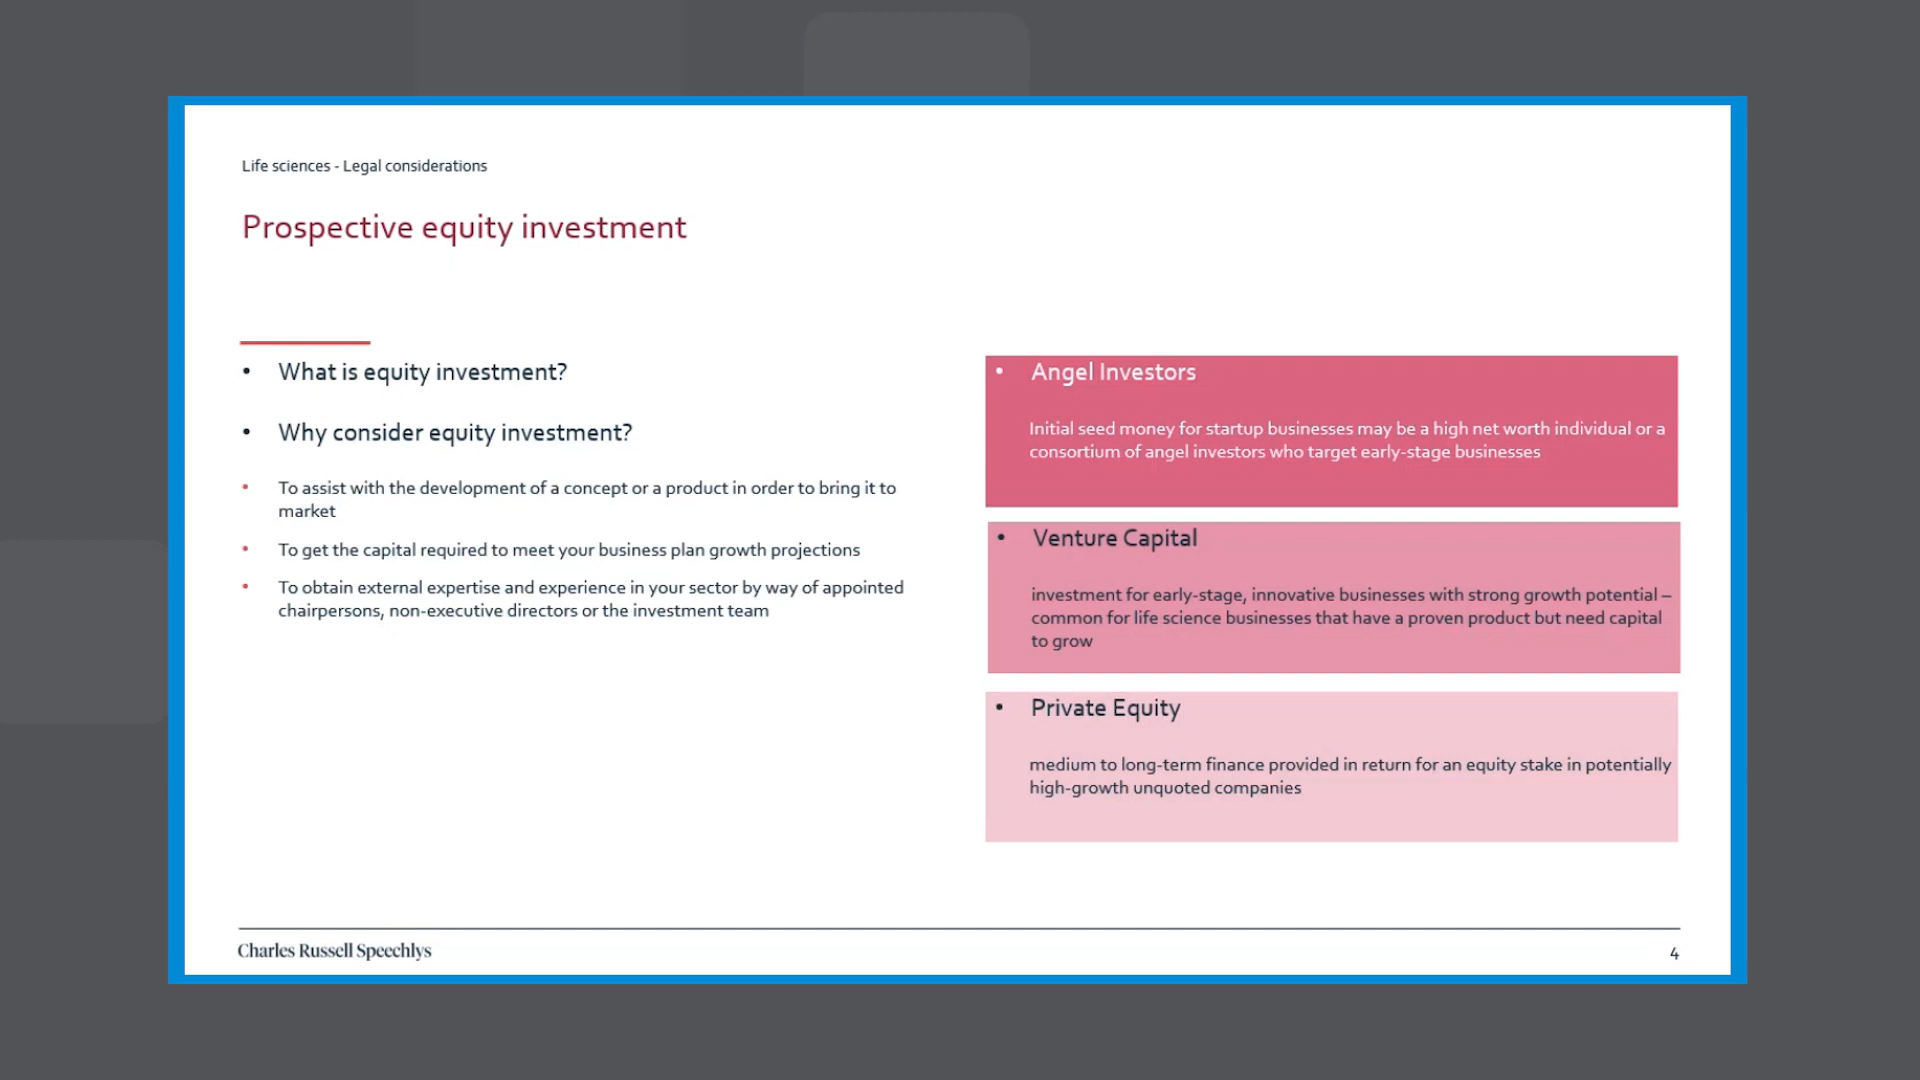 Life sciences - Legal considerations
Prospective equity investment
• What is equity investment?
• Why consider equity investment?
• To assist with the development of a concept or a product in order to bring it to
market
• To get the capital required to meet your business plan growth projections
• To obtain external expertise and experience in your sector by way of appointed
chairpersons, non-executive directors or the investment team
• Angel Investors
Initial seed money for startup businesses may be a high net worth individual or a
consortium of angel investors who target early-stage businesses
• Venture Capital
investment for early-stage, innovative businesses with strong growth potential –
common for life science businesses that have a proven product but need capital
to grow
• Private Equity
medium to long-term finance provided in return for an equity stake in potentially
high-growth unquoted companies
Charles Russell Speechlys
4